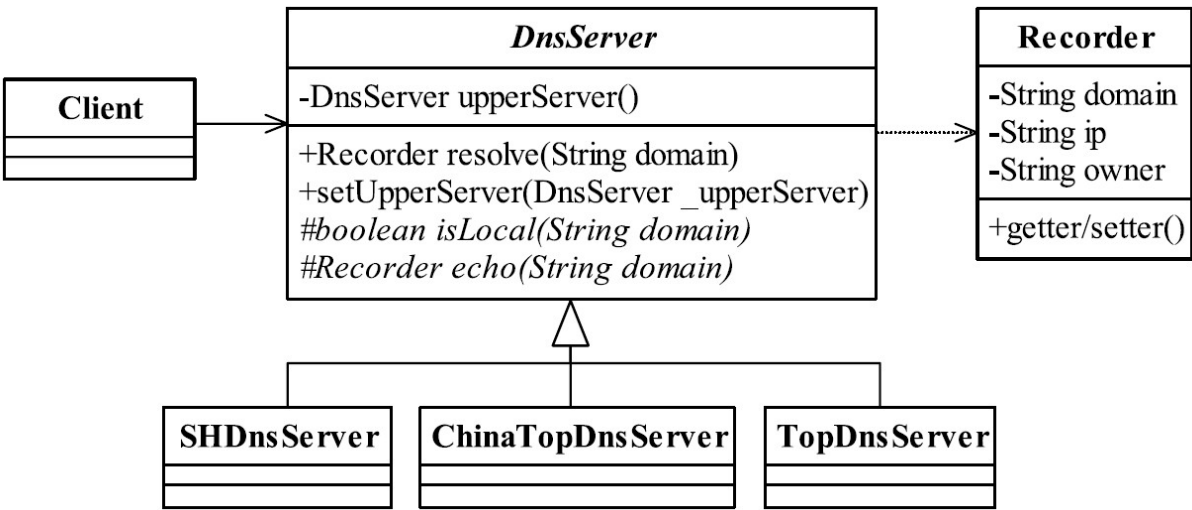 Client
DnsServer
-DnsServer upperServer()
+Recorder resolve(String domain)
+setUpperServer(DnsServer _upperServer)
#boolean isLocal(String domain)
#Recorder echo(String domain)
Recorder
-String domain
-String ip
-String owner
+getter/setter()
SHDnsServer
ChinaTopDnsServer
TopDnsServer